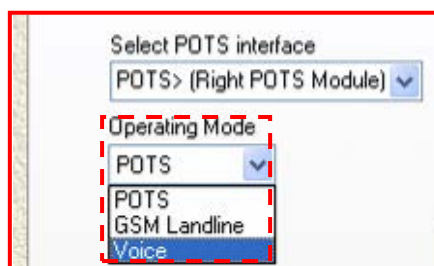 Select POTS interface
POTS> (Right POTS Module)
Operating Mode
POTS
POTS
GSM Landline
Voice